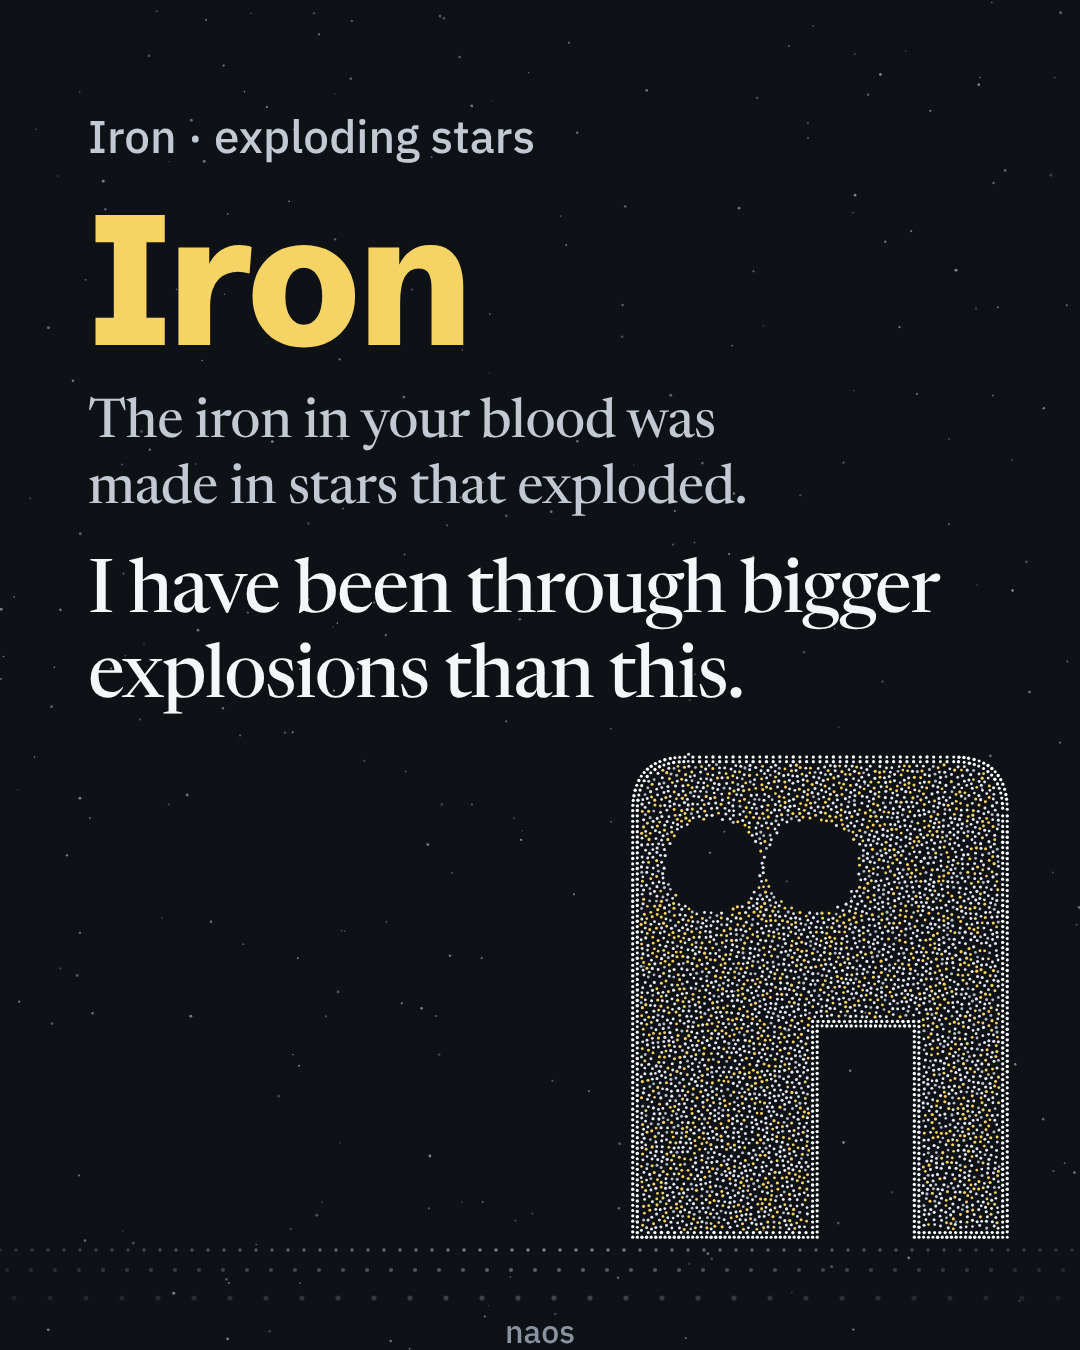 Iron · exploding stars
Iron
The iron in your blood was
made in stars that exploded.
I have been through bigger
explosions than this.
naos